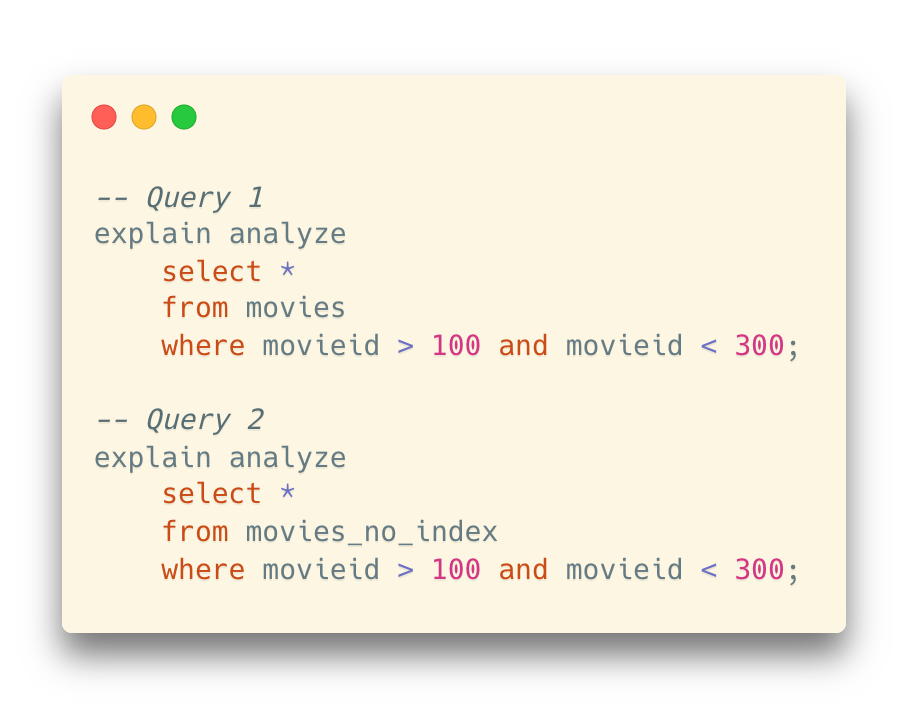 -- Query 1
explain analyze
    select *
    from movies
    where movieid > 100 and movieid < 300;

-- Query 2
explain analyze
    select *
    from movies_no_index
    where movieid > 100 and movieid < 300;